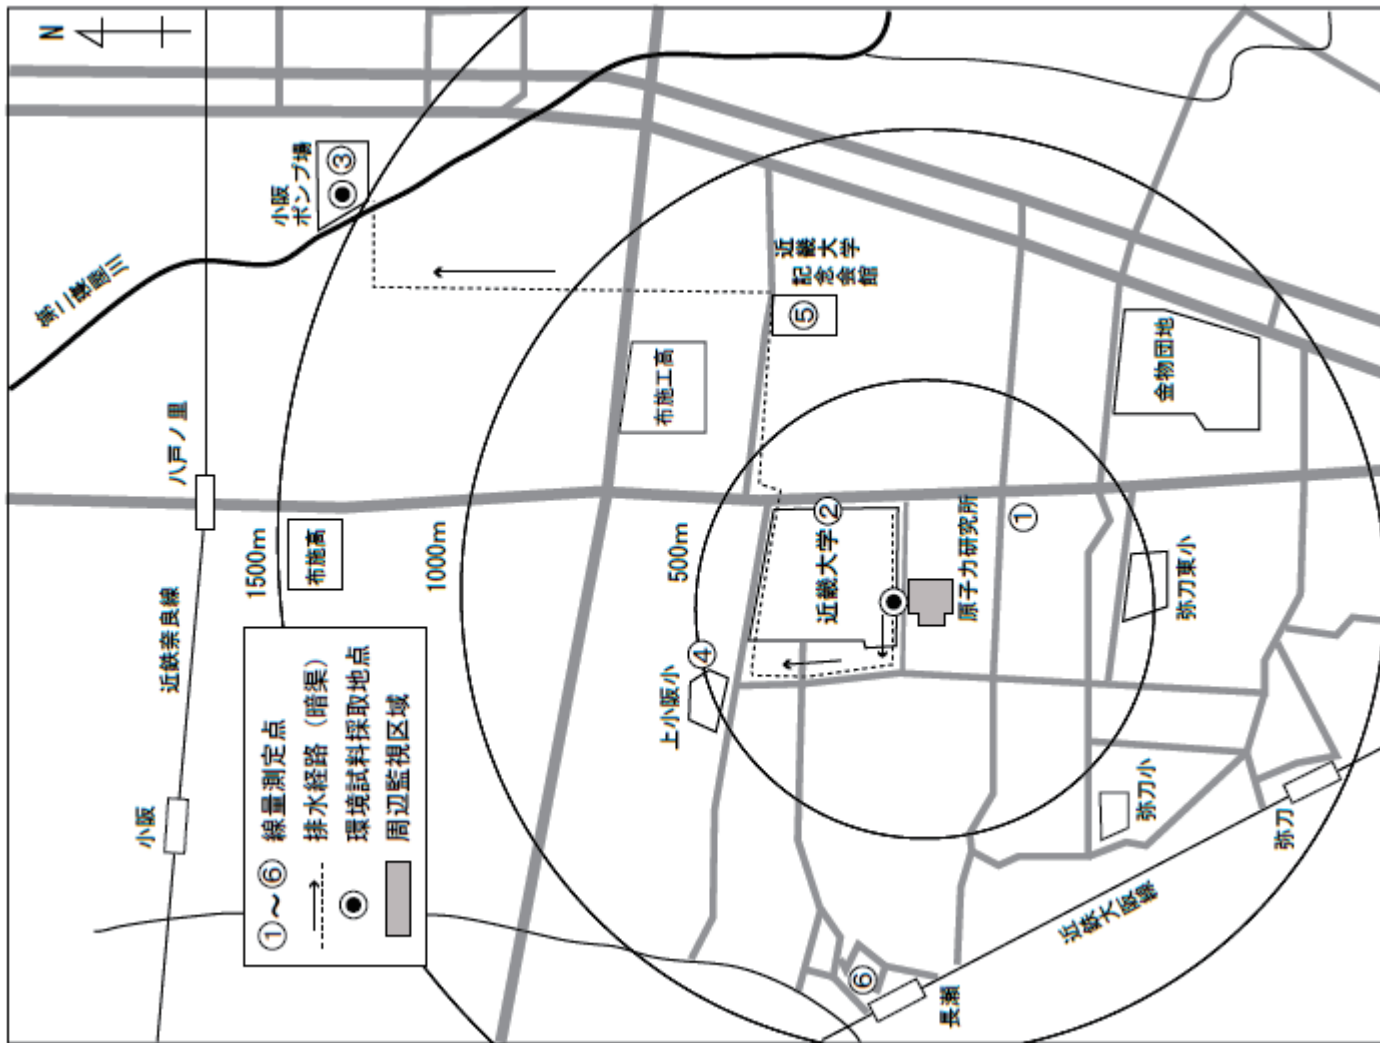 N
第二寝屋川
小阪
ポンプ場
③
八戸ノ里
近鉄奈良線
小阪
1500m
布施高
1000m
500m
布施工高
近畿大学
記念会館
⑤
近畿大学
②
①
原子力研究所
上小阪小
④
金物団地
弥刀東小
弥刀小
弥刀
近鉄大阪線
長瀬
⑥
①～⑥ 線量測定点
排水経路（暗渠）
環境試料採取地点
周辺監視区域